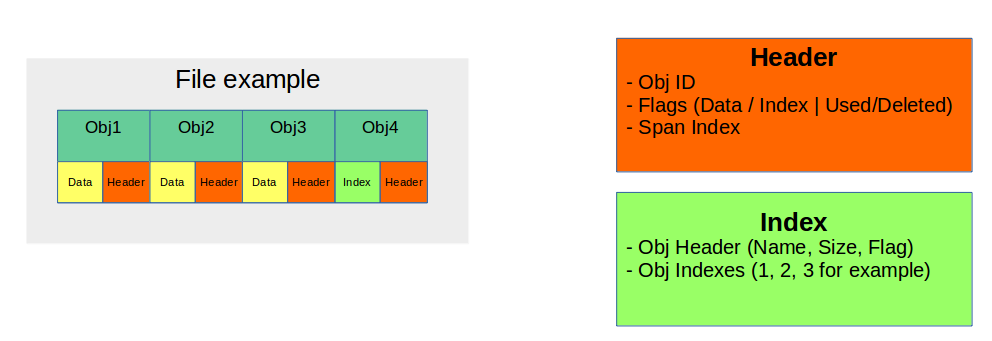 File example
Obj1 Obj2 Obj3 Obj4
Data Header Data Header Data Header Index Header
Header
- Obj ID
- Flags (Data / Index | Used/Deleted)
- Span Index
Index
- Obj Header (Name, Size, Flag)
- Obj Indexes (1, 2, 3 for example)